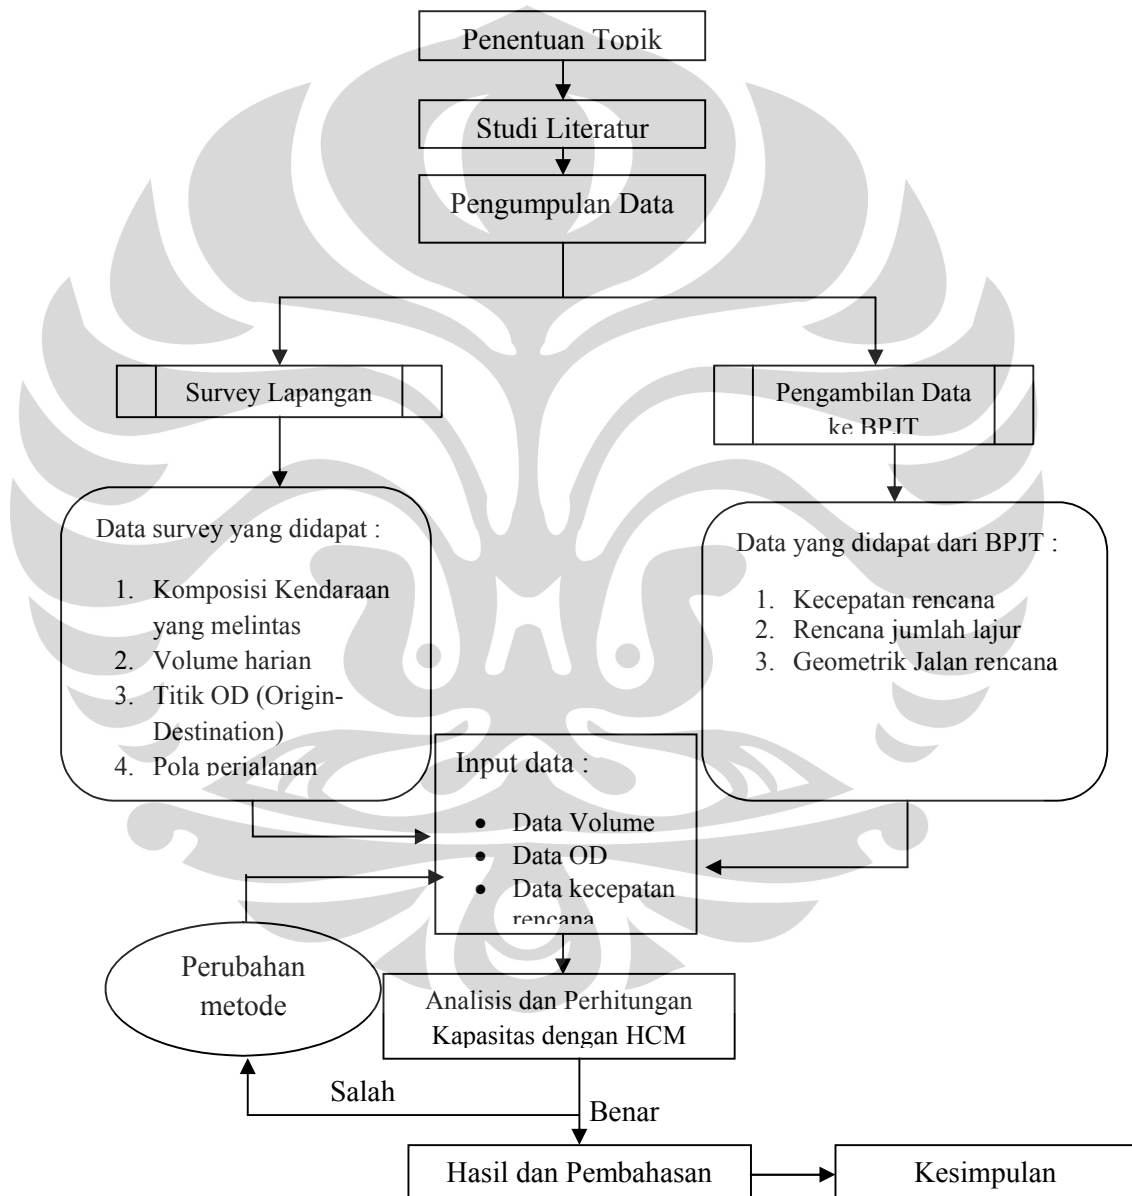 Penentuan Topik
Studi Literatur
Pengumpulan Data
Survey Lapangan
Pengambilan Data
ke BPJT
Data survey yang didapat :
1. Komposisi Kendaraan
yang melintas
2. Volume harian
3. Titik OD (Origin-
Destination)
4. Pola perjalanan
Data yang didapat dari BPJT :
1. Kecepatan rencana
2. Rencana jumlah lajur
3. Geometrik Jalan rencana
Input data :
• Data Volume
• Data OD
• Data kecepatan
rencana
Perubahan
metode
Analisis dan Perhitungan
Kapasitas dengan HCM
Salah
Benar
Hasil dan Pembahasan
Kesimpulan